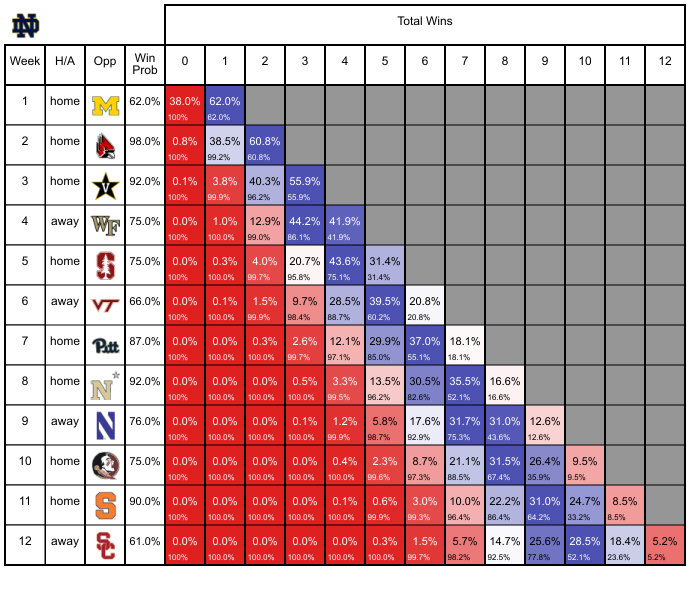 Total Wins
Week H/A Opp Win Prob 0 1 2 3 4 5 6 7 8 9 10 11 12
1 home M 62.0% 38.0% 62.0%
100% 62.0%
2 home 98.0% 0.8% 38.5% 60.8%
100% 99.2% 60.8%
3 home V 92.0% 0.1% 3.8% 40.3% 55.9%
100% 99.9% 96.2% 55.9%
4 away WF 75.0% 0.0% 1.0% 12.9% 44.2% 41.9%
100% 100.0% 99.0% 86.1% 41.9%
5 home S 75.0% 0.0% 0.3% 4.0% 20.7% 43.6% 31.4%
100% 100.0% 99.7% 95.8% 75.1% 31.4%
6 away VT 66.0% 0.0% 0.1% 1.5% 9.7% 28.5% 39.5% 20.8%
100% 100.0% 99.9% 98.4% 88.7% 60.2% 20.8%
7 home Pitt 87.0% 0.0% 0.0% 0.3% 2.6% 12.1% 29.9% 37.0% 18.1%
100% 100.0% 100.0% 99.7% 97.1% 85.0% 55.1% 18.1%
8 home N 92.0% 0.0% 0.0% 0.0% 0.5% 3.3% 13.5% 30.5% 35.5% 16.6%
100% 100.0% 100.0% 100.0% 99.5% 96.2% 82.6% 52.1% 16.6%
9 away N 76.0% 0.0% 0.0% 0.0% 0.1% 1.2% 5.8% 17.6% 31.7% 31.0% 12.6%
100% 100.0% 100.0% 100.0% 99.9% 98.7% 92.9% 75.3% 43.6% 12.6%
10 home 75.0% 0.0% 0.0% 0.0% 0.0% 0.4% 2.3% 8.7% 21.1% 31.5% 26.4% 9.5%
100% 100.0% 100.0% 100.0% 100.0% 99.6% 97.3% 88.5% 67.4% 35.9% 9.5%
11 home S 90.0% 0.0% 0.0% 0.0% 0.0% 0.1% 0.6% 3.0% 10.0% 22.2% 31.0% 24.7% 8.5%
100% 100.0% 100.0% 100.0% 100.0% 99.9% 99.3% 96.4% 86.4% 64.2% 33.2% 8.5%
12 away SC 61.0% 0.0% 0.0% 0.0% 0.0% 0.0% 0.3% 1.5% 5.7% 14.7% 25.6% 28.5% 18.4% 5.2%
100% 100.0% 100.0% 100.0% 100.0% 100.0% 99.7% 98.2% 92.5% 77.8% 52.1% 23.6% 5.2%